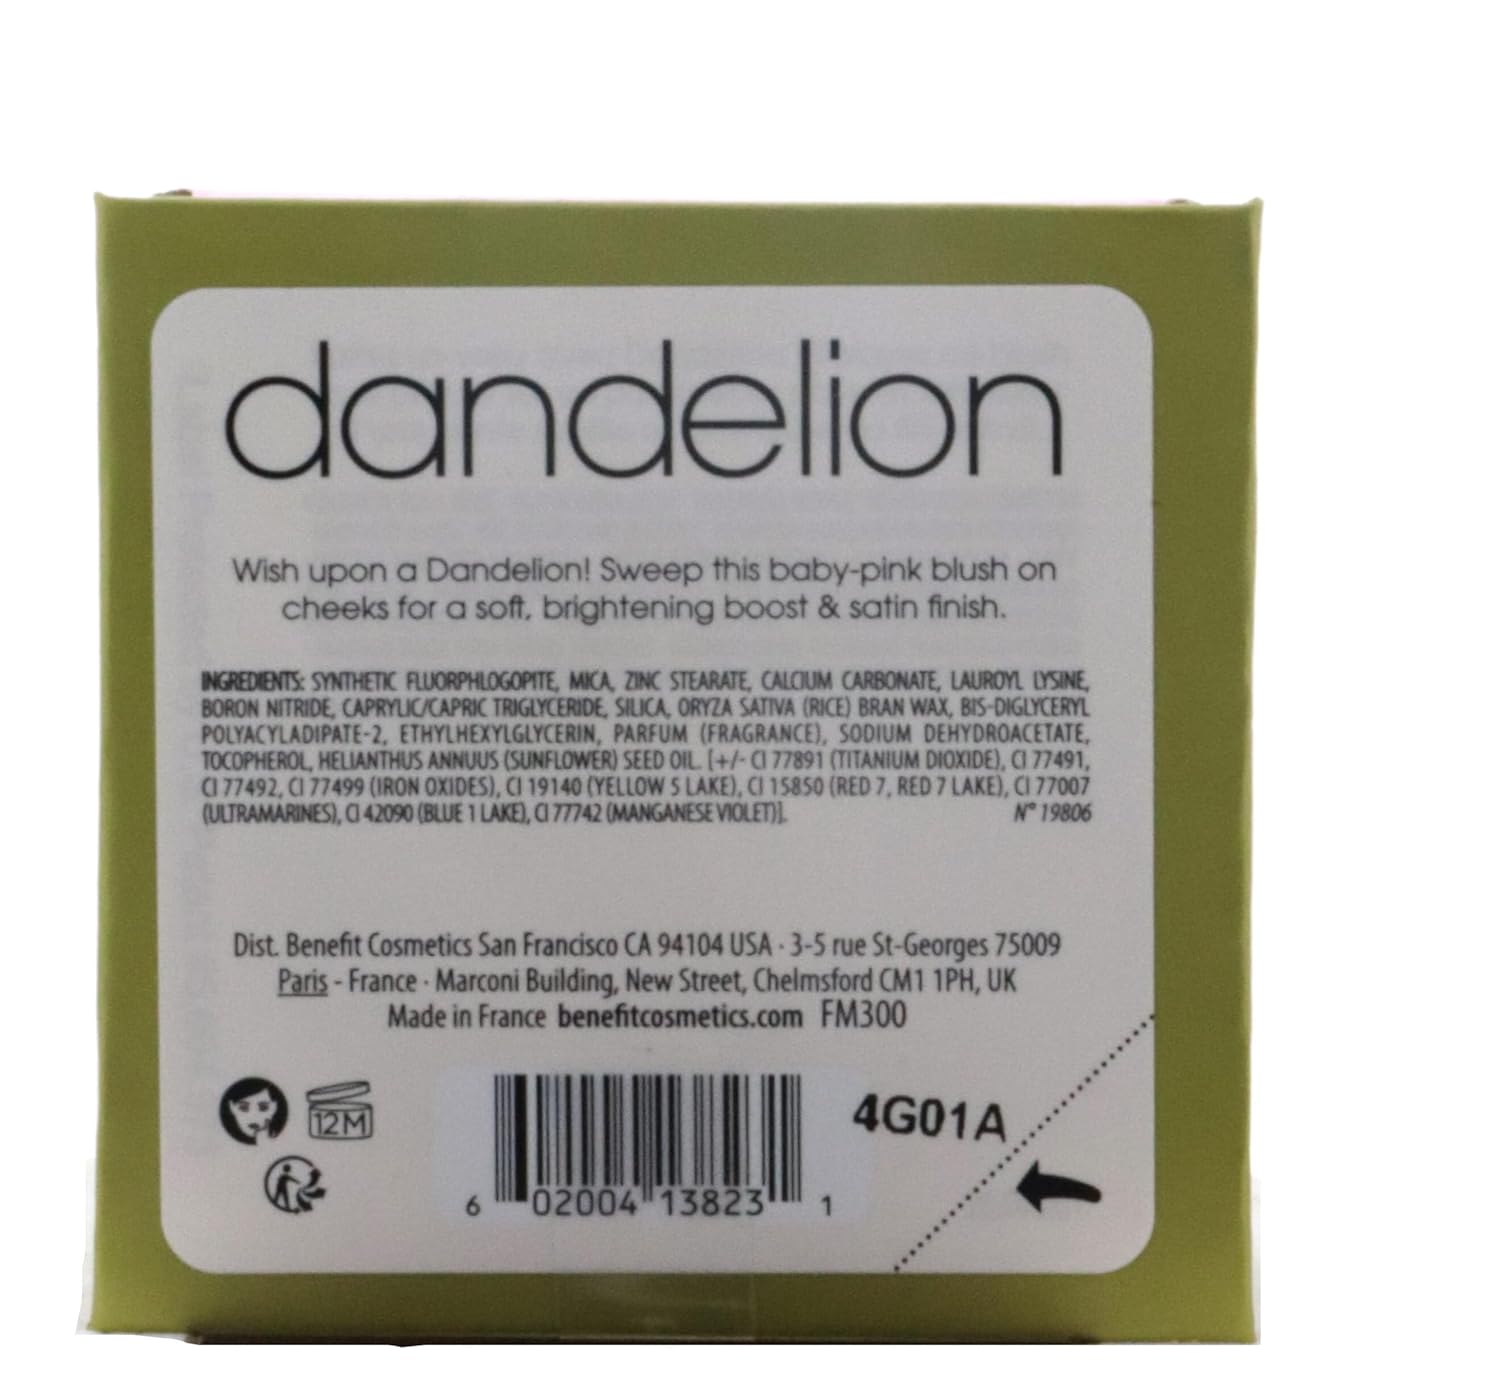 dandelion
Wish upon a Dandelion! Sweep this baby-pink blush on
cheeks for a soft, brightening boost & satin finish.
INGREDIENTS: SYNTHETIC FLUORPHLOGOPITE, MICA, ZINC STEARATE, CALCIUM CARBONATE, LAUROYL LYSINE,
BORON NITRIDE, CAPRYLIC/CAPRIC TRIGLYCERIDE, SILICA, ORYZA SATIVA (RICE) BRAN WAX, BIS-DIGLYCERYL
POLYACYLADIPATE-2, ETHYLHEXYLGLYCERIN, PARFUM (FRAGRANCE), SODIUM DEHYDROACETATE,
TOCOPHEROL, HELIANTHUS ANNUUS (SUNFLOWER) SEED OIL. [+/- CI 77891 (TITANIUM DIOXIDE), CI 77491,
CI 77492, CI 77499 (IRON OXIDES), CI 19140 (YELLOW 5 LAKE), CI 15850 (RED 7, RED 7 LAKE), CI 77007
(ULTRAMARINES), CI 42090 (BLUE 1 LAKE), CI 77742 (MANGANESE VIOLET)]. N° 19806
Dist. Benefit Cosmetics San Francisco CA 94104 USA · 3-5 rue St-Georges 75009
Paris - France · Marconi Building, New Street, Chelmsford CM1 1PH, UK
Made in France benefitcosmetics.com FM300
12M
4G01A
6 02004 13823 1